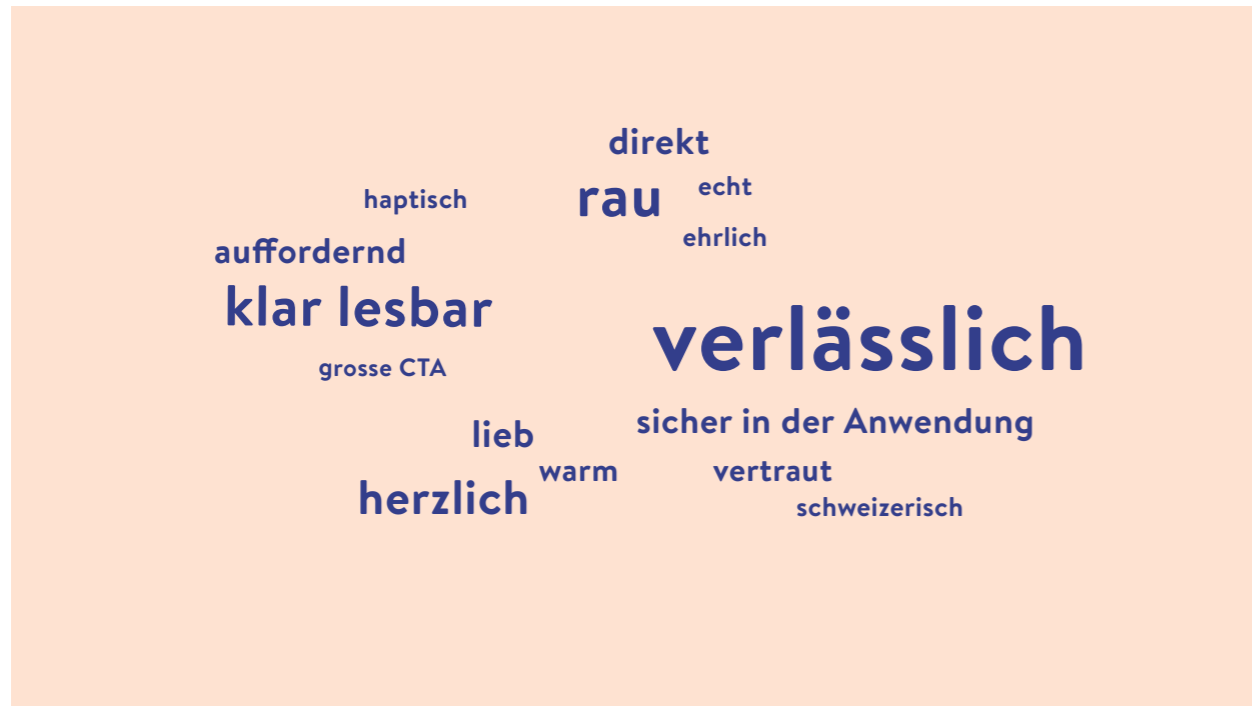 direkt
haptisch
rau
echt
ehrlich
auffordernd
klar lesbar
verlässlich
grosse CTA
lieb
sicher in der Anwendung
warm
vertraut
herzlich
schweizerisch